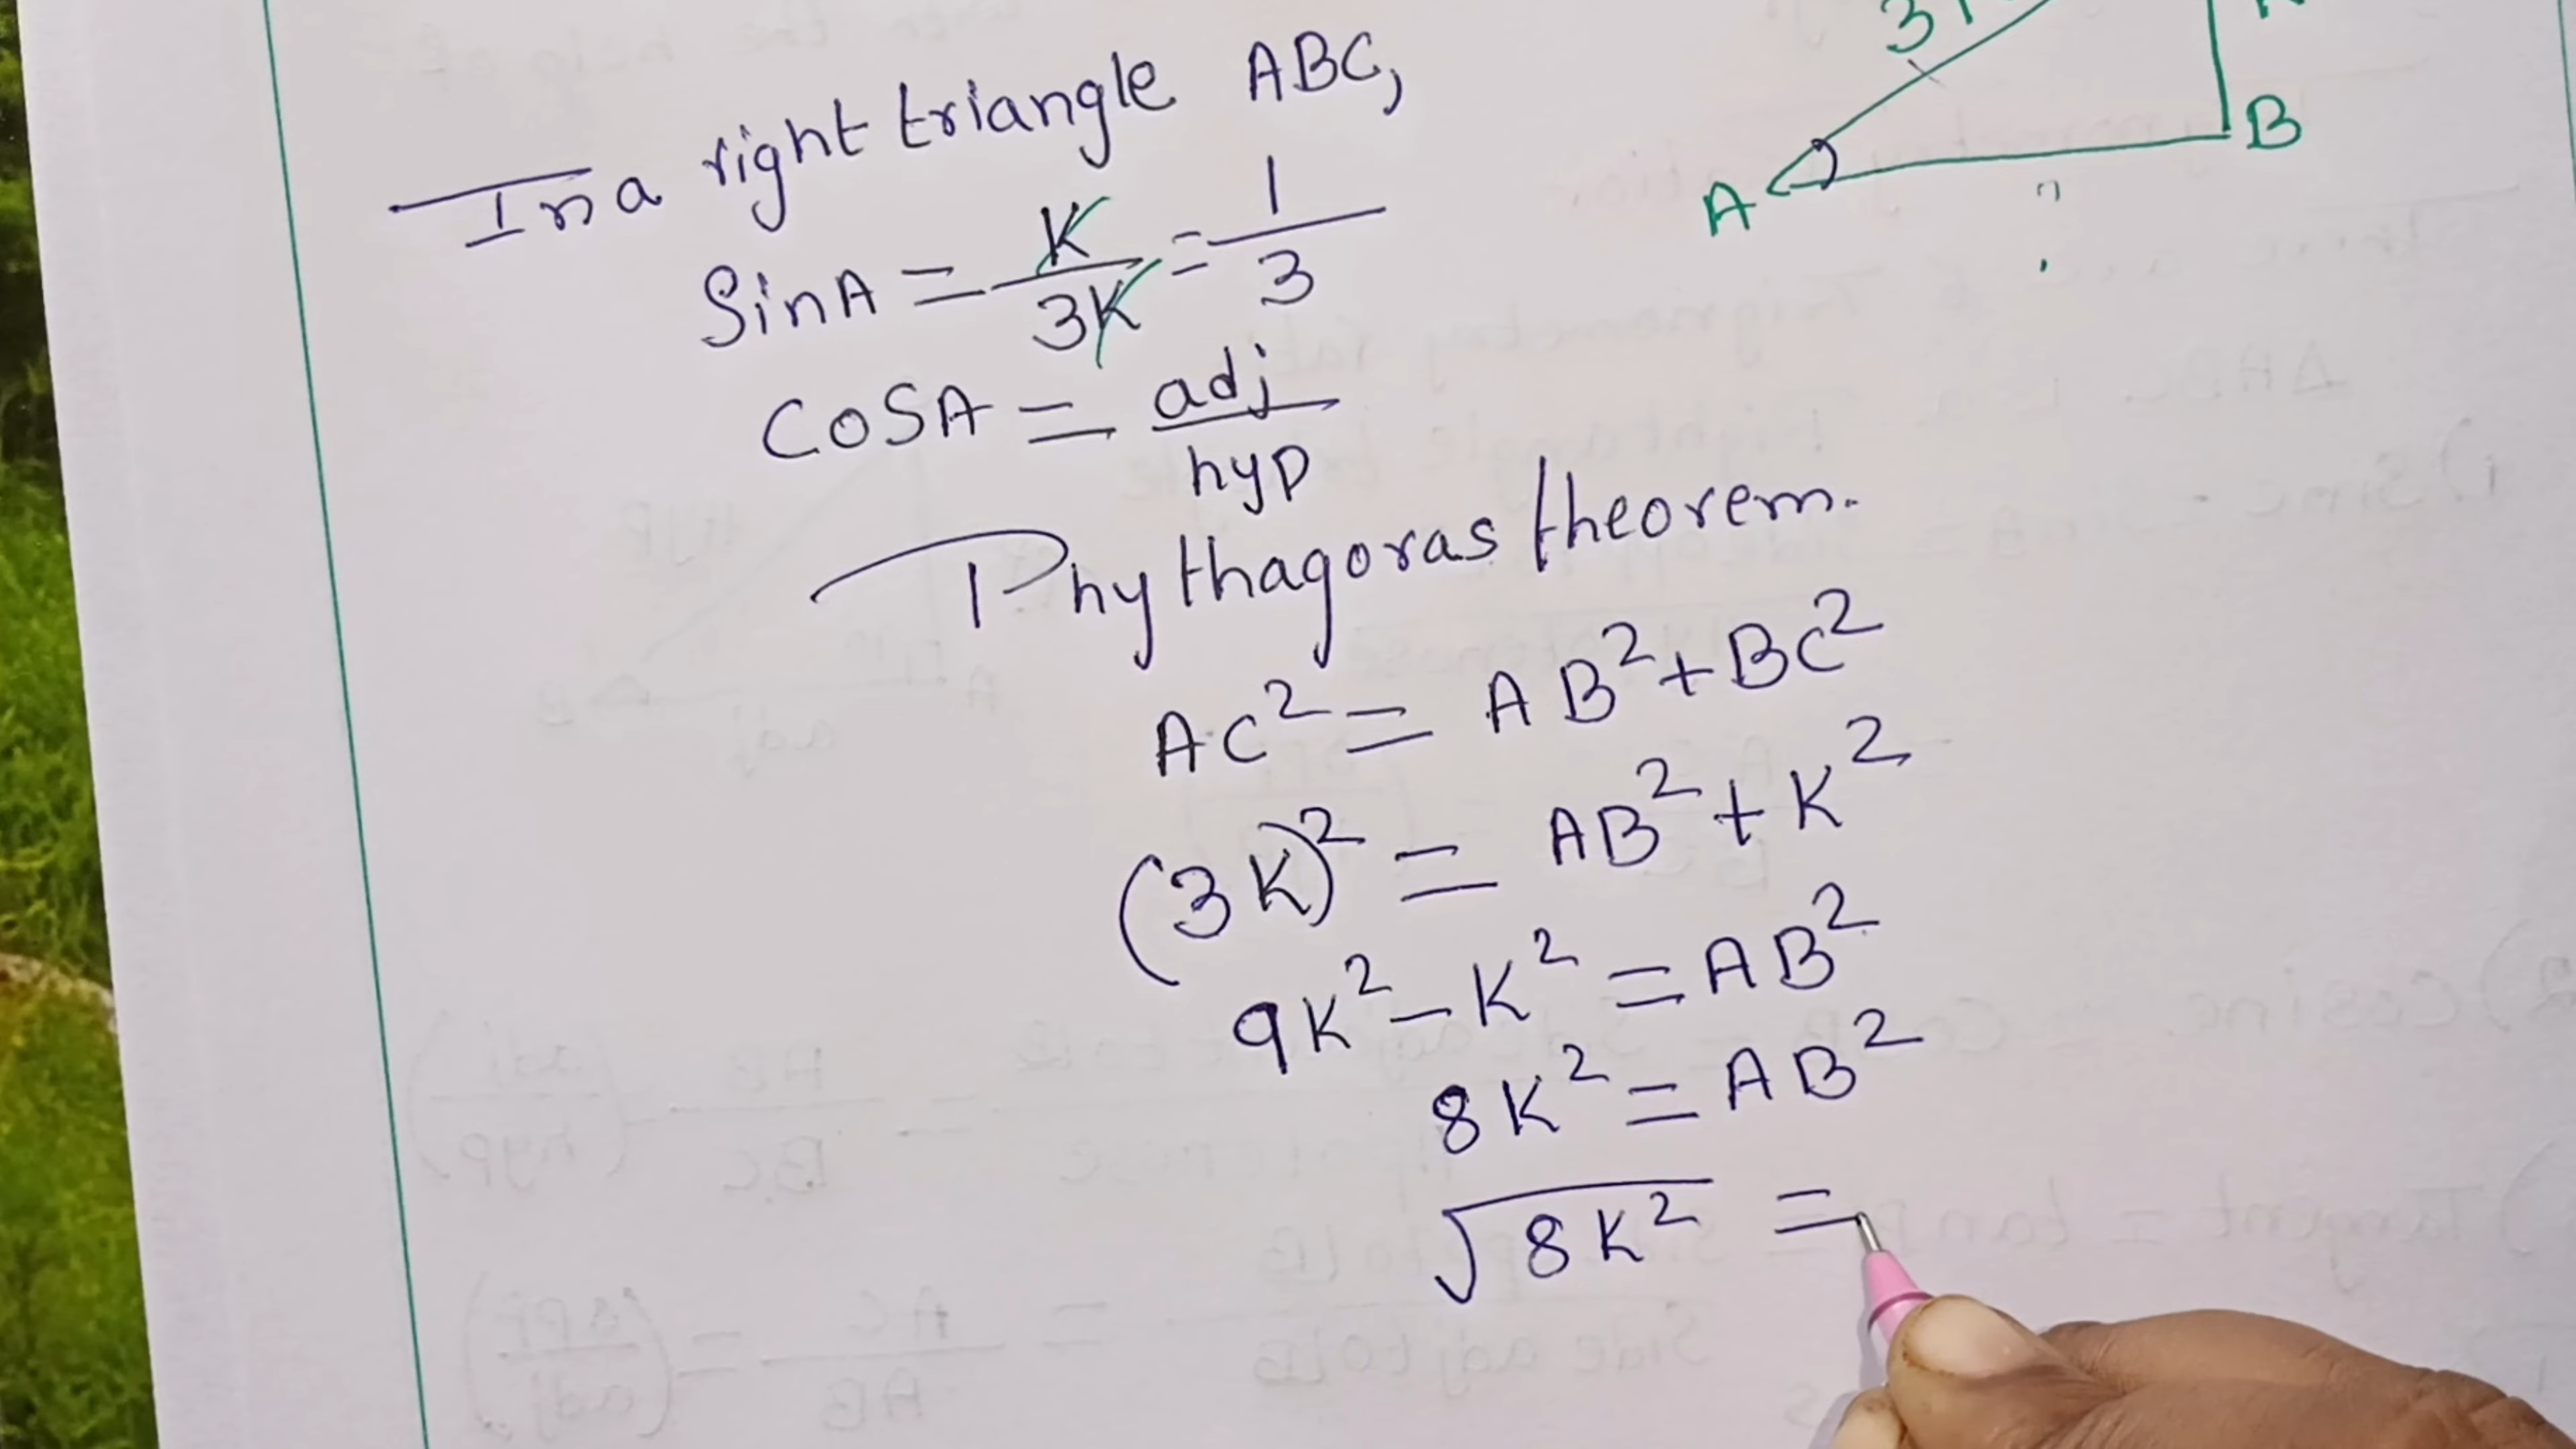 In a right triangle ABC,
SinA = K/3K = 1/3
COSA = adj/hyp
Phythagoras theorem.
AC² = AB² + BC²
(3K)² = AB² + K²
9K² - K² = AB²
8K² = AB²
√8K² =
A
B
?